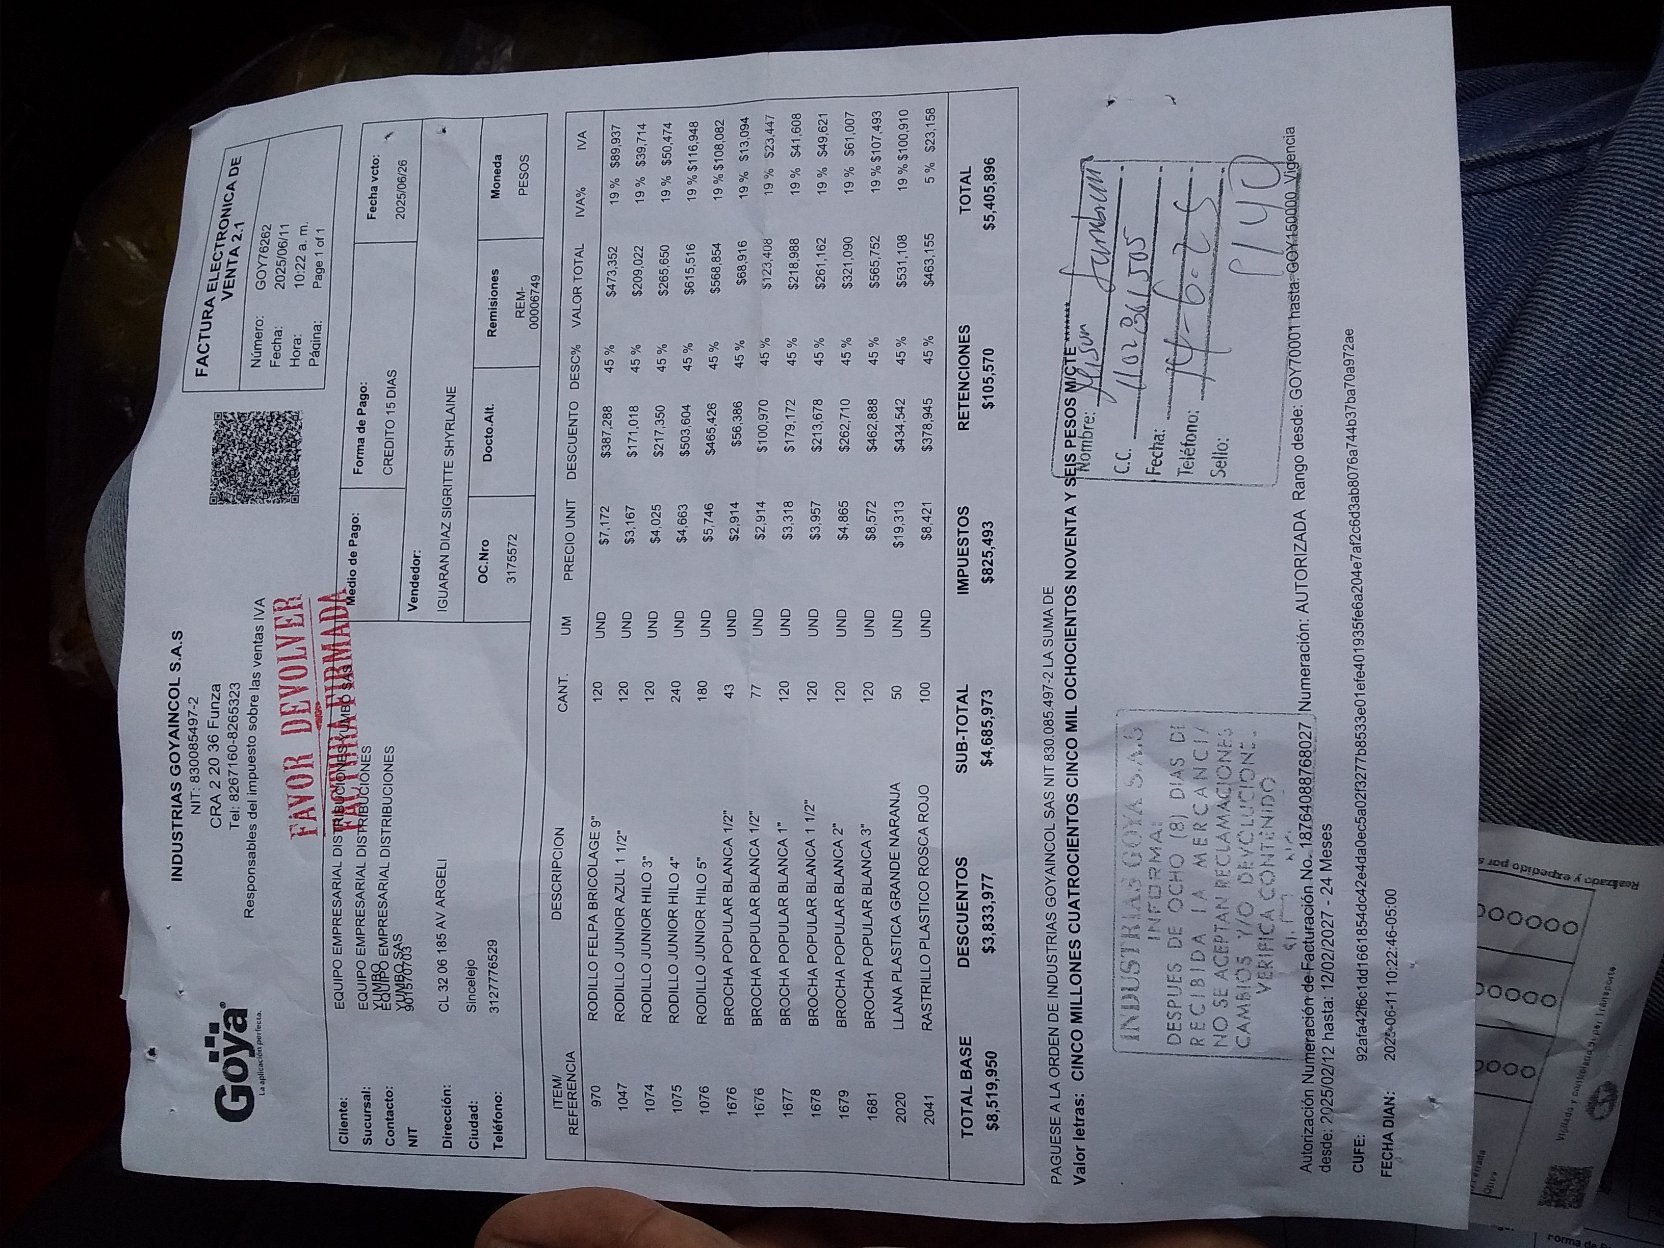 Goya
La aplicación perfecta.
INDUSTRIAS GOYAINCOL S.A.S
NIT: 830085497-2
CRA 2 20 36 Funza
Tel: 8267160-8265323
Responsables del impuesto sobre las ventas IVA
FACTURA ELECTRONICA DE
VENTA 2.1
Número: GOY76262
Fecha: 2025/06/11
Hora: 10:22 a. m.
Página: Page 1 of 1
FAVOR DEVOLVER
FACTURA FIRMADA
Cliente: EQUIPO EMPRESARIAL DISTRIBUCIONES YUMBO SAS
Sucursal: EQUIPO EMPRESARIAL DISTRIBUCIONES
YUMBO
Contacto: EQUIPO EMPRESARIAL DISTRIBUCIONES
YUMBO SAS
NIT 901570703
Dirección: CL 32 06 185 AV ARGELI
Ciudad: Sincelejo
Teléfono: 3127776529
Medio de Pago:
Forma de Pago: CREDITO 15 DIAS
Fecha vcto: 2025/06/26
Vendedor:
IGUARAN DIAZ SIGRITTE SHYRLAINE
OC.Nro Docto.Alt. Remisiones Moneda
3175572 REM-00006749 PESOS
ITEM/REFERENCIA DESCRIPCION CANT. UM PRECIO UNIT DESCUENTO DESC% VALOR TOTAL IVA% IVA
970 RODILLO FELPA BRICOLAGE 9" 120 UND $7,172 $387,288 45 % $473,352 19 % $89,937
1047 RODILLO JUNIOR AZUL 1 1/2" 120 UND $3,167 $171,018 45 % $209,022 19 % $39,714
1074 RODILLO JUNIOR HILO 3" 120 UND $4,025 $217,350 45 % $265,650 19 % $50,474
1075 RODILLO JUNIOR HILO 4" 240 UND $4,663 $503,604 45 % $615,516 19 % $116,948
1076 RODILLO JUNIOR HILO 5" 180 UND $5,746 $465,426 45 % $568,854 19 % $108,082
1676 BROCHA POPULAR BLANCA 1/2" 43 UND $2,914 $56,386 45 % $68,916 19 % $13,094
1676 BROCHA POPULAR BLANCA 1/2" 77 UND $2,914 $100,970 45 % $123,408 19 % $23,447
1677 BROCHA POPULAR BLANCA 1" 120 UND $3,318 $179,172 45 % $218,988 19 % $41,608
1678 BROCHA POPULAR BLANCA 1 1/2" 120 UND $3,957 $213,678 45 % $261,162 19 % $49,621
1679 BROCHA POPULAR BLANCA 2" 120 UND $4,865 $262,710 45 % $321,090 19 % $61,007
1681 BROCHA POPULAR BLANCA 3" 120 UND $8,572 $462,888 45 % $565,752 19 % $107,493
2020 LLANA PLASTICA GRANDE NARANJA 50 UND $19,313 $434,542 45 % $531,108 19 % $100,910
2041 RASTRILLO PLASTICO ROSCA ROJO 100 UND $8,421 $378,945 45 % $463,155 5 % $23,158
TOTAL BASE DESCUENTOS SUB-TOTAL IMPUESTOS RETENCIONES TOTAL
$8,519,950 $3,833,977 $4,685,973 $825,493 $105,570 $5,405,896
PAGUESE A LA ORDEN DE INDUSTRIAS GOYAINCOL SAS NIT 830.085.497-2 LA SUMA DE
Valor letras: CINCO MILLONES CUATROCIENTOS CINCO MIL OCHOCIENTOS NOVENTA Y SEIS PESOS M/CTE *******
INDUSTRIAS GOYA S.A.S
INFORMA:
DESPUES DE OCHO (8) DIAS DE
RECIBIDA LA MERCANCIA
NO SE ACEPTAN RECLAMACIONES
CAMBIOS Y/O DEVOLUCIONES
VERIFICA CONTENIDO
Nombre:
C.C.
Fecha: 14-6-25
Teléfono:
Sello:
P140
Autorización Numeración de Facturación No. 18764088768027 Numeración: AUTORIZADA Rango desde: GOY70001 hasta: GOY150000 Vigencia
desde: 2025/02/12 hasta: 12/02/2027 - 24 Meses
CUFE: 
FECHA DIAN: 2025-06-11 10:22:46-05:00
Realizado y expedido por
Vigilado y controlado